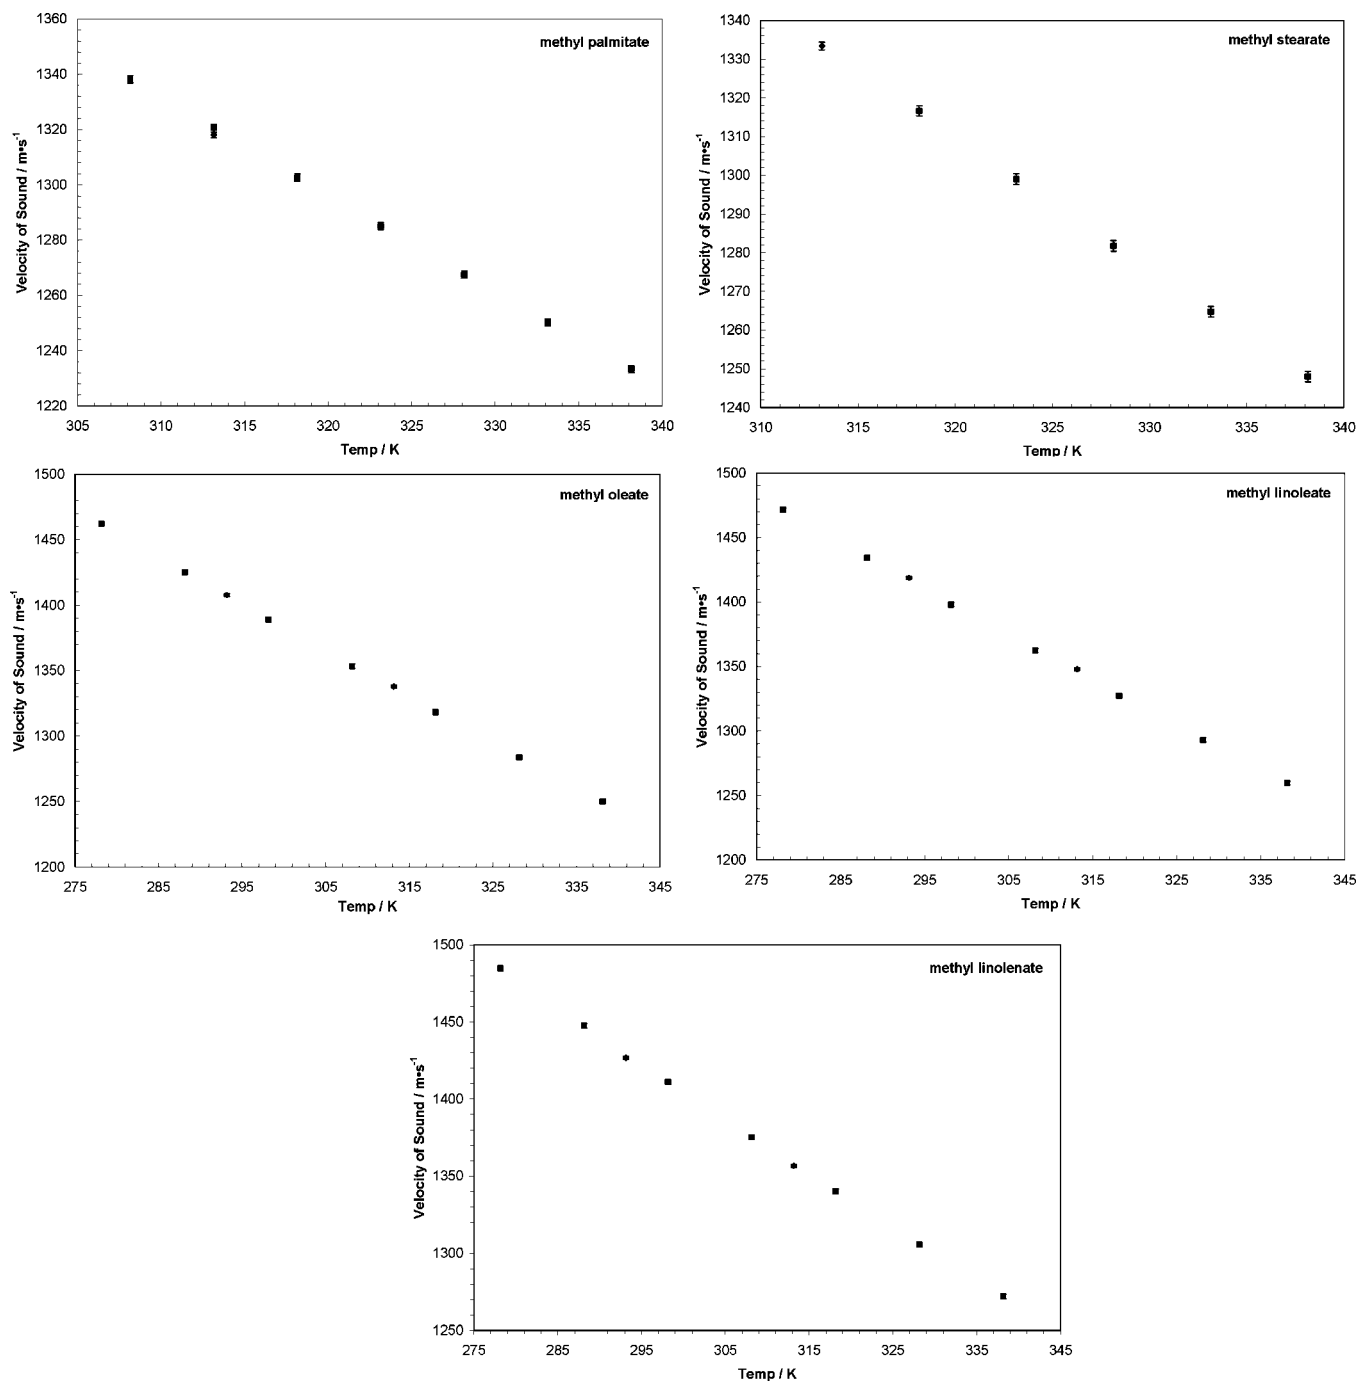 methyl palmitate
Velocity of Sound / m•s-1
1360
1340
1320
1300
1280
1260
1240
1220
305 310 315 320 325 330 335 340
Temp / K
methyl stearate
Velocity of Sound / m•s-1
1340
1330
1320
1310
1300
1290
1280
1270
1260
1250
1240
310 315 320 325 330 335 340
Temp / K
methyl oleate
Velocity of Sound / m•s-1
1500
1450
1400
1350
1300
1250
1200
275 285 295 305 315 325 335 345
Temp / K
methyl linoleate
Velocity of Sound / m•s-1
1500
1450
1400
1350
1300
1250
1200
275 285 295 305 315 325 335 345
Temp / K
methyl linolenate
Velocity of Sound / m•s-1
1500
1450
1400
1350
1300
1250
275 285 295 305 315 325 335 345
Temp / K